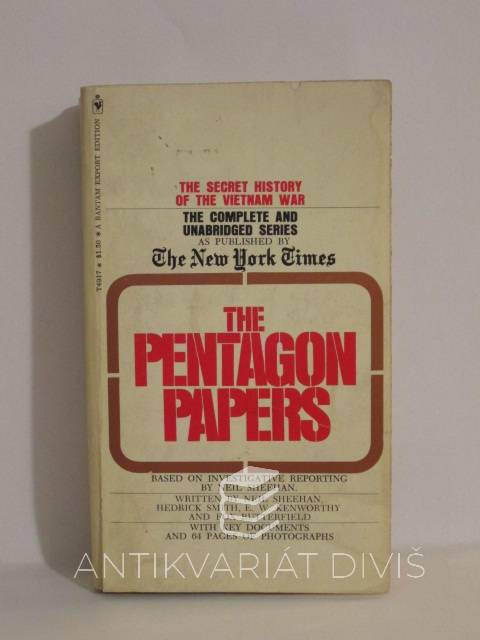 THE SECRET HISTORY
OF THE VIETNAM WAR
THE COMPLETE AND
UNABRIDGED SERIES
AS PUBLISHED BY
The New York Times
THE
PENTAGON
PAPERS
BASED ON INVESTIGATIVE REPORTING
BY NEIL SHEEHAN.
WRITTEN BY NEIL SHEEHAN,
HEDRICK SMITH, E. W. KENWORTHY
AND FOX BUTTERFIELD
WITH KEY DOCUMENTS
AND 64 PAGES OF PHOTOGRAPHS
T4917 * $1.50 * A BANTAM EXPORT EDITION
ANTIKVARIÁT DIVIŠ